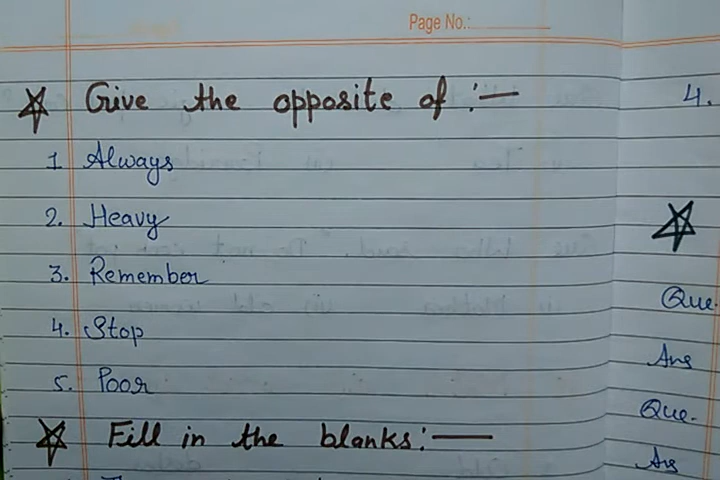 Page No.:
Give the opposite of :—
1 Always
2. Heavy
3. Remember
4. Stop
5. Poor
Fill in the blanks:—
4.
Que.
Ans
Que.
Ans